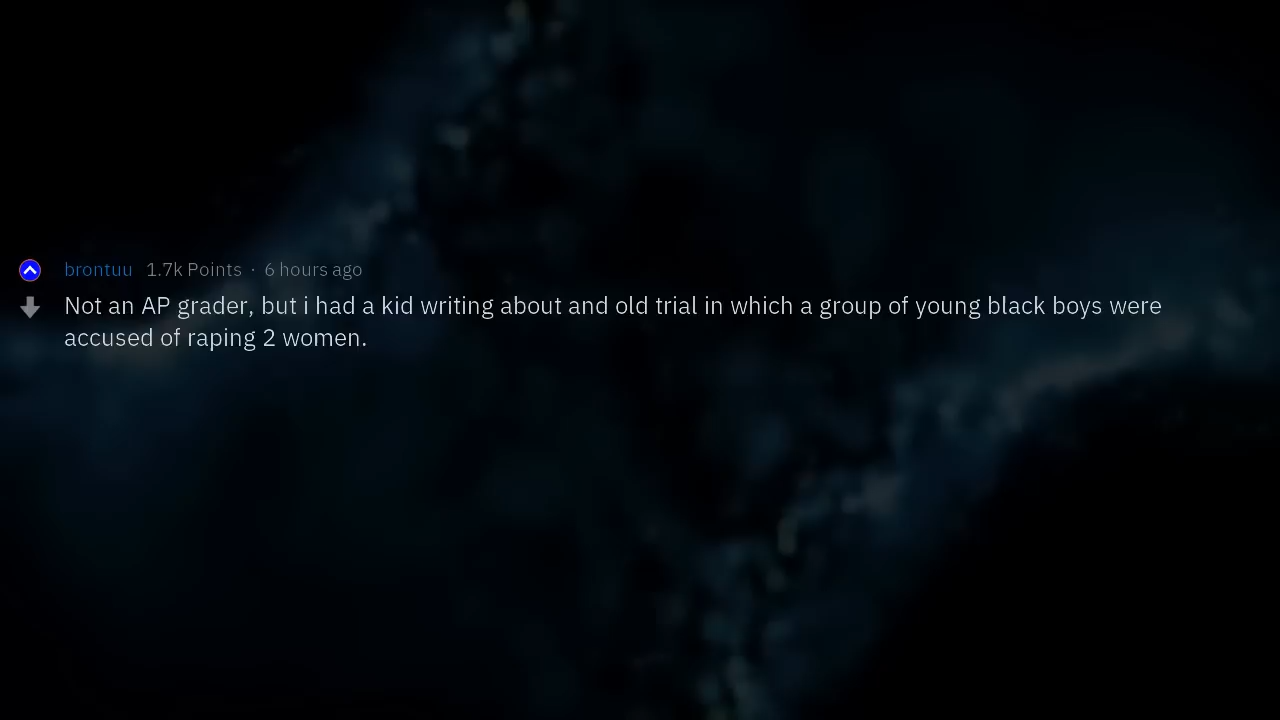 brontuu 1.7k Points · 6 hours ago
Not an AP grader, but i had a kid writing about and old trial in which a group of young black boys were
accused of raping 2 women.